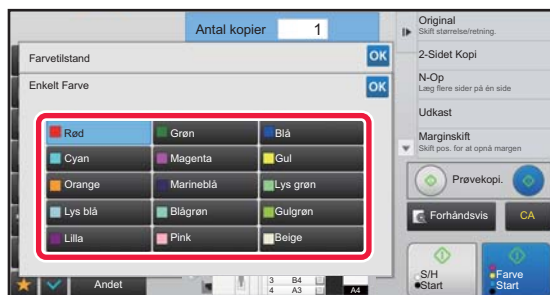 Antal kopier 1
Farvetilstand OK
Enkelt Farve OK
Rød Grøn Blå
Cyan Magenta Gul
Orange Marineblå Lys grøn
Lys blå Blågrøn Gulgrøn
Lilla Pink Beige
Andet
3 B4
4 A3
A4
Original
Skift størrelse/retning.
2-Sidet Kopi
N-Op
Læg flere sider på én side
Udkast
Marginskift
Skift pos. for at opnå margen
Prøvekopi.
Forhåndsvis CA
S/H
Start
Farve
Start